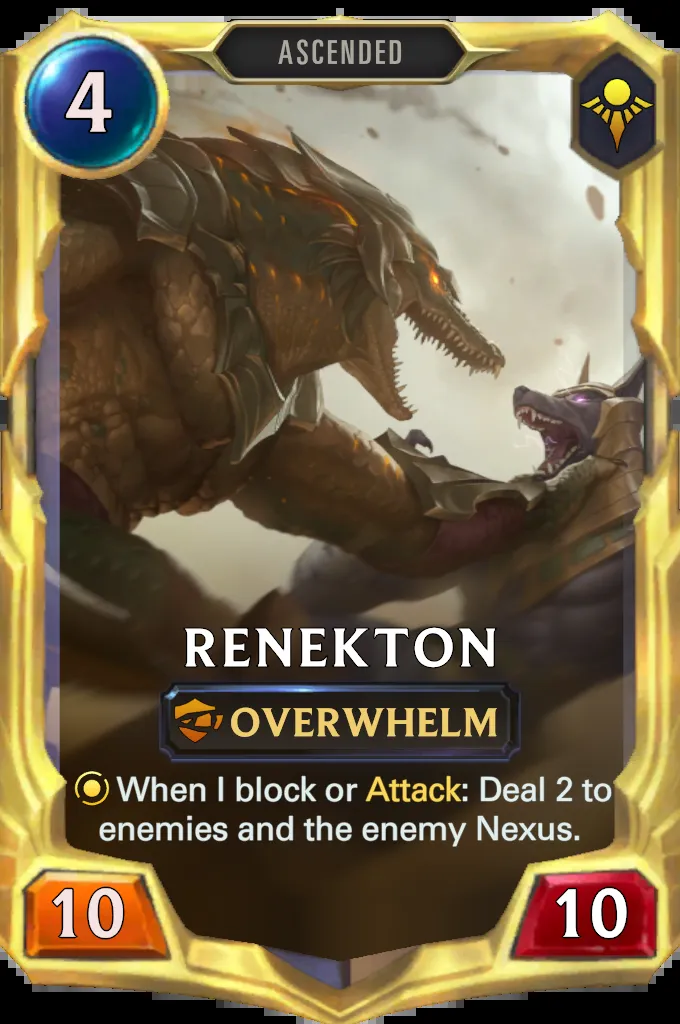 ASCENDED
4
RENEKTON
OVERWHELM
When I block or Attack: Deal 2 to
enemies and the enemy Nexus.
10
10